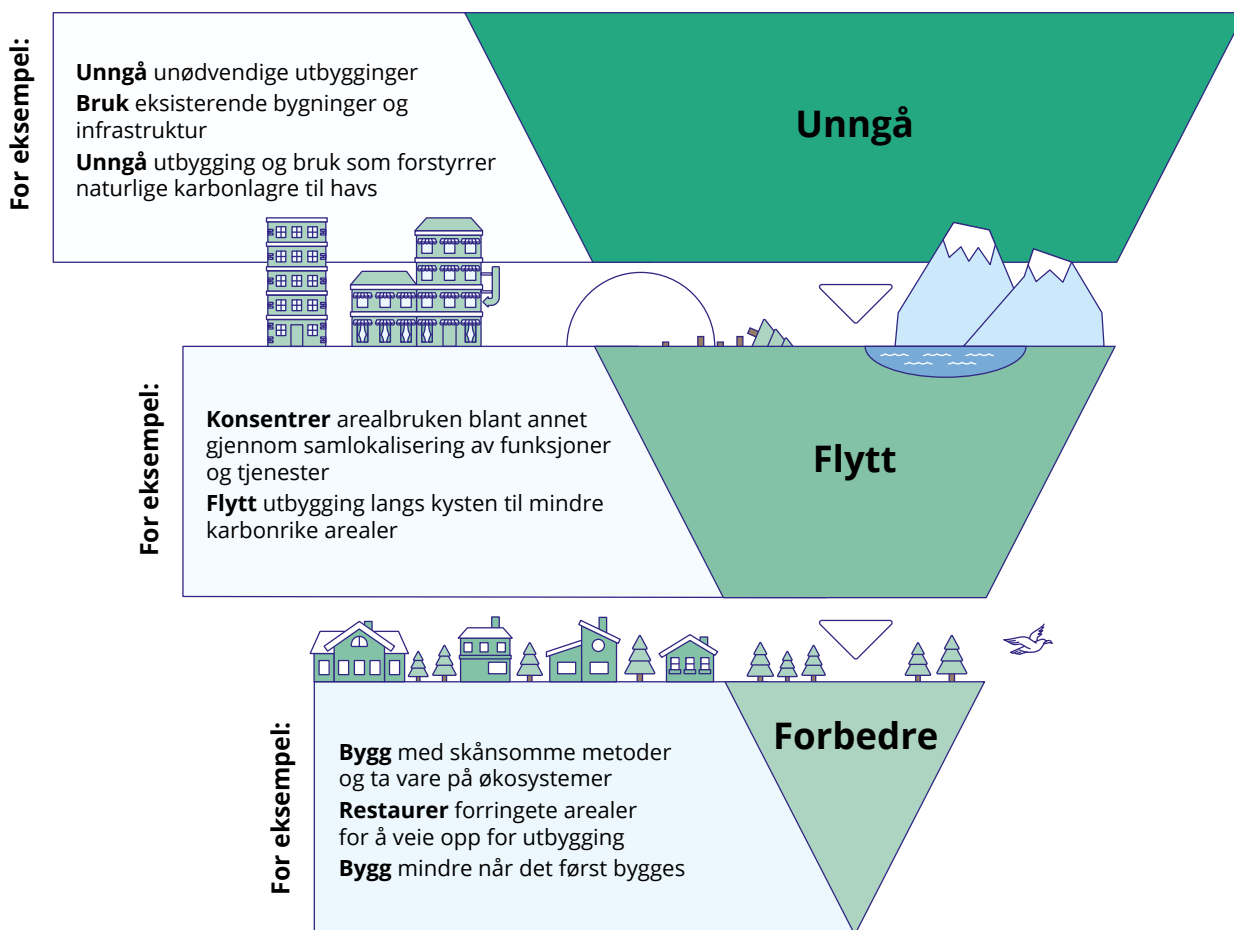 For eksempel:
Unngå unødvendige utbygginger
Bruk eksisterende bygninger og
infrastruktur
Unngå utbygging og bruk som forstyrrer
naturlige karbonlagre til havs
Unngå
For eksempel:
Konsentrer arealbruken blant annet
gjennom samlokalisering av funksjoner
og tjenester
Flytt utbygging langs kysten til mindre
karbonrike arealer
Flytt
For eksempel:
Bygg med skånsomme metoder
og ta vare på økosystemer
Restaurer forringete arealer
for å veie opp for utbygging
Bygg mindre når det først bygges
Forbedre